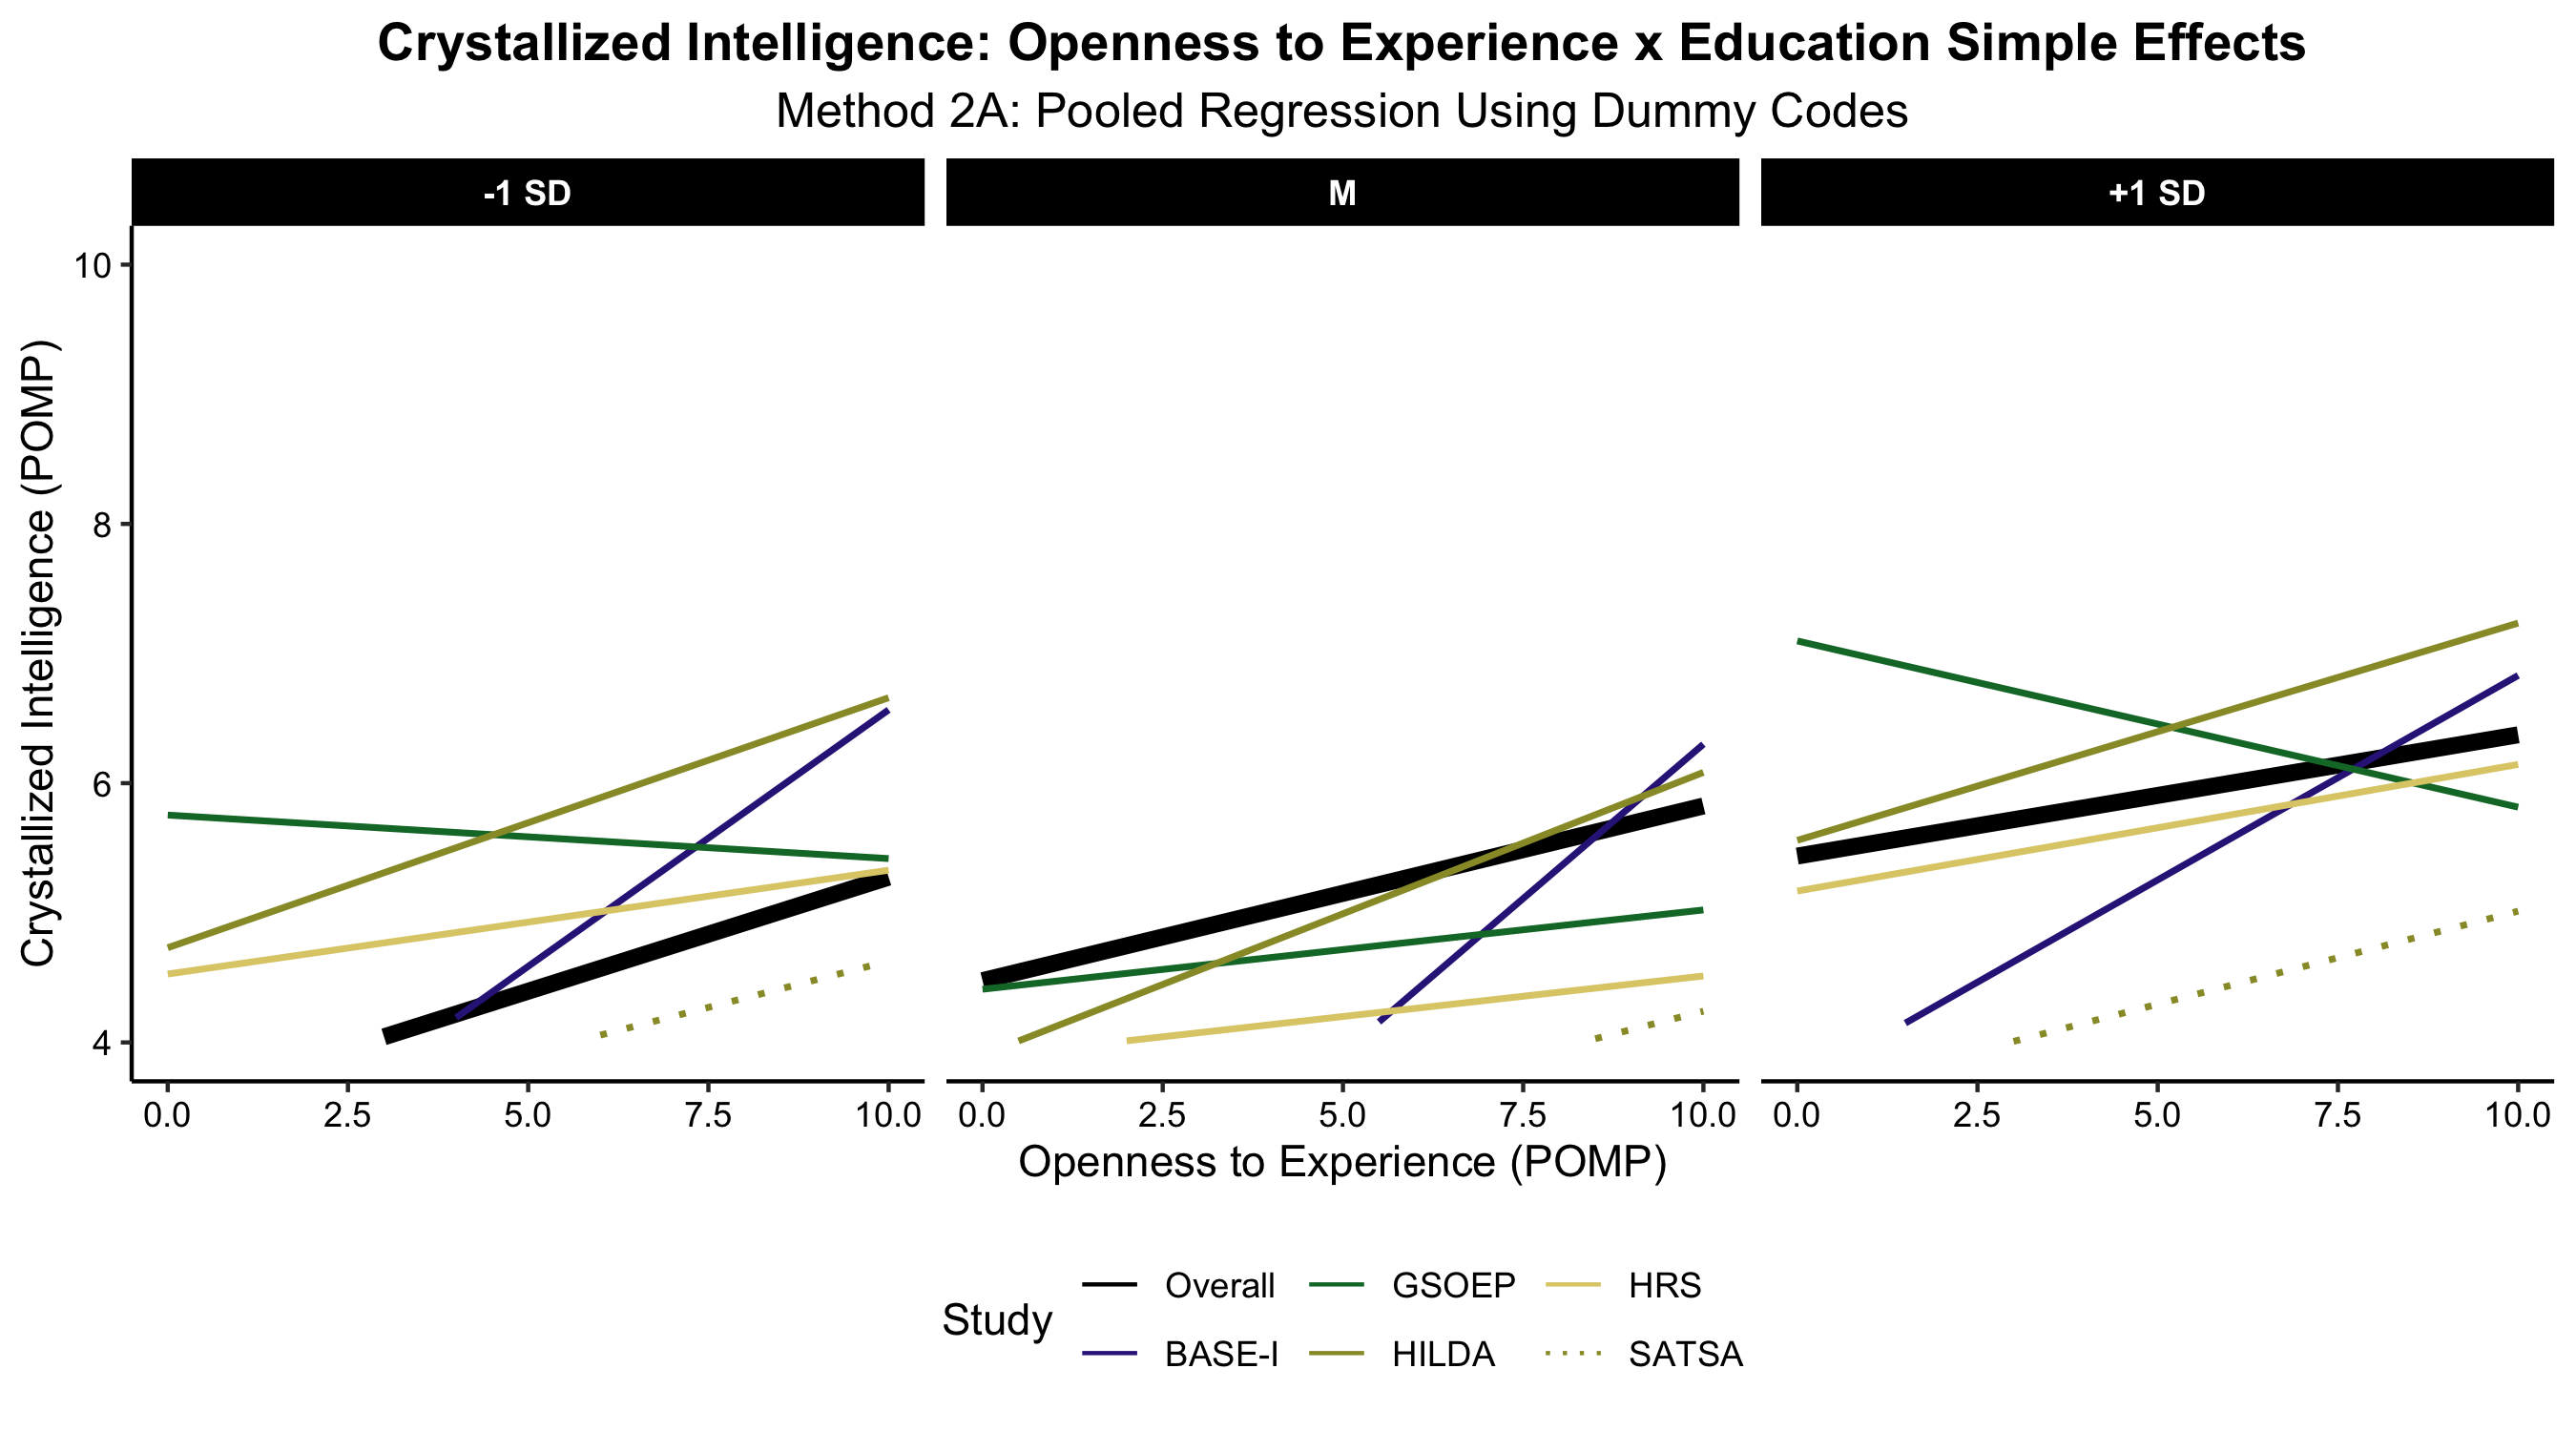 Crystallized Intelligence: Openness to Experience x Education Simple Effects
Method 2A: Pooled Regression Using Dummy Codes
-1 SD
M
+1 SD
Crystallized Intelligence (POMP)
10
8
6
4
0.0 2.5 5.0 7.5 10.0
0.0 2.5 5.0 7.5 10.0
0.0 2.5 5.0 7.5 10.0
Openness to Experience (POMP)
Study
Overall GSOEP HRS
BASE-I HILDA SATSA